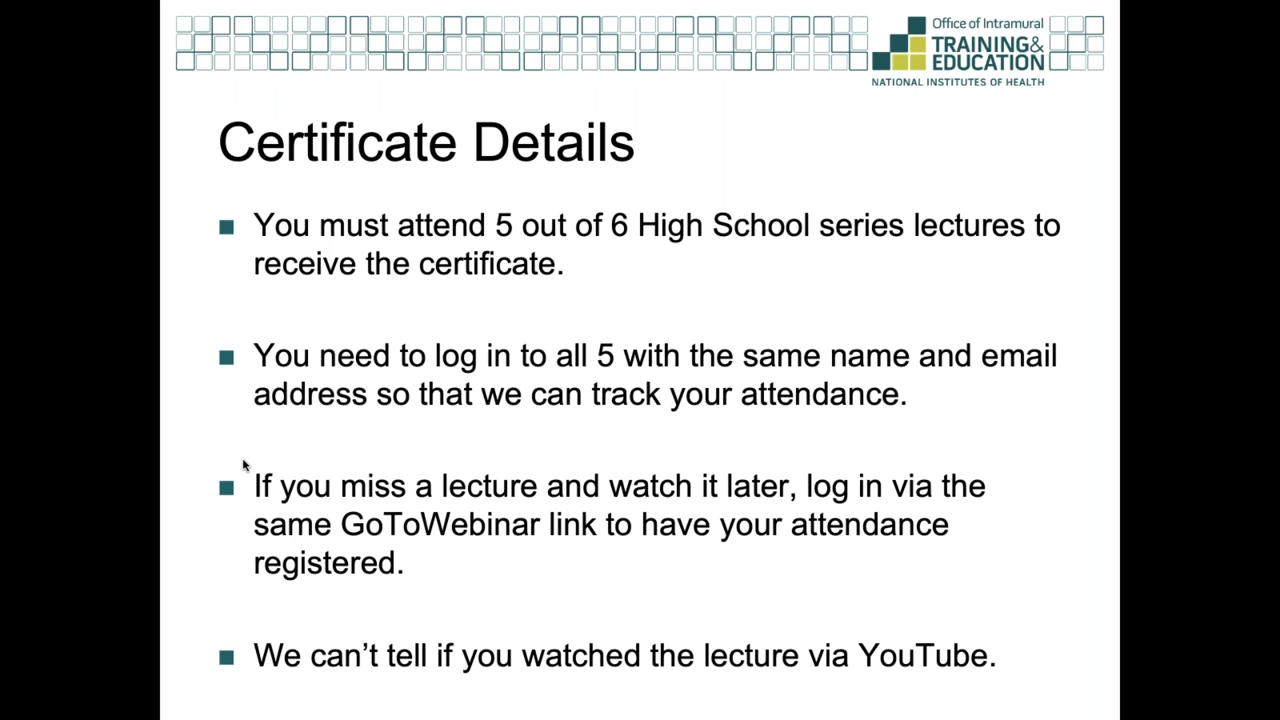 Office of Intramural
TRAINING&
EDUCATION
NATIONAL INSTITUTES OF HEALTH
Certificate Details
You must attend 5 out of 6 High School series lectures to
receive the certificate.
You need to log in to all 5 with the same name and email
address so that we can track your attendance.
If you miss a lecture and watch it later, log in via the
same GoToWebinar link to have your attendance
registered.
We can’t tell if you watched the lecture via YouTube.